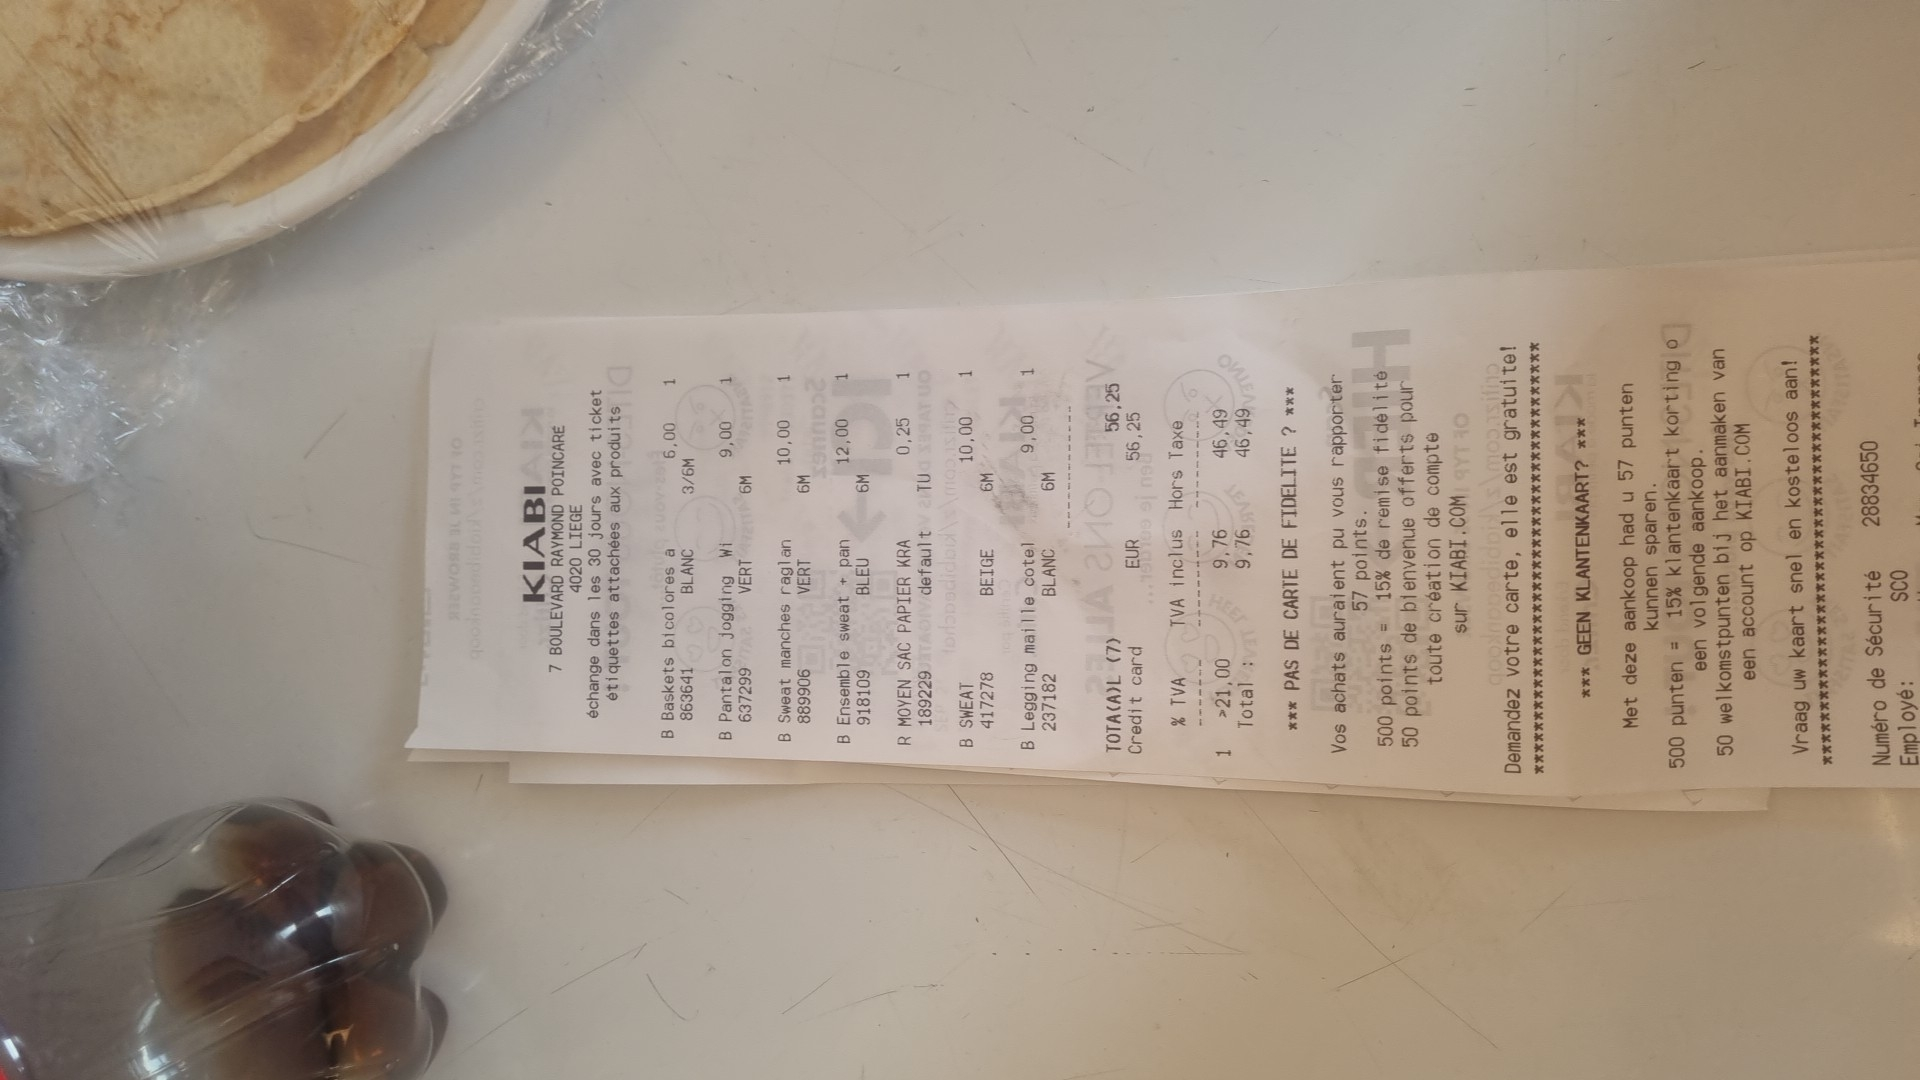 KIABI
7 BOULEVARD RAYMOND POINCARÉ
4020 LIEGE
échange dans les 30 jours avec ticket
étiquettes attachées aux produits
B Baskets bicolores a 6,00 1
863641 BLANC 3/6M
B Pantalon jogging Wi 9,00 1
637299 VERT 6M
B Sweat manches raglan 10,00 1
889906 VERT 6M
B Ensemble sweat + pan 12,00 1
918109 BLEU 6M
R MOYEN SAC PAPIER KRA 0,25 1
189229 default TU
B SWEAT 10,00 1
417278 BEIGE 6M
B Legging maille cotel 9,00 1
237182 BLANC 6M
TOTA(A)L (7) 56,25
Credit card EUR 56,25
% TVA TVA inclus Hors Taxe
1 >21,00 9,76 46,49
Total : 9,76 46,49
*** PAS DE CARTE DE FIDELITE ? ***
Vos achats auraient pu vous rapporter
57 points.
500 points = 15% de remise fidélité
50 points de bienvenue offerts pour
toute création de compte
sur KIABI.COM
Demandez votre carte, elle est gratuite!
****************************************
*** GEEN KLANTENKAART? ***
Met deze aankoop had u 57 punten
kunnen sparen.
500 punten = 15% klantenkaart korting o
een volgende aankoop.
50 welkomstpunten bij het aanmaken van
een account op KIABI.COM
Vraag uw kaart snel en kosteloos aan!
****************************************
Numéro de Sécurité 28834650
Employé: SCO